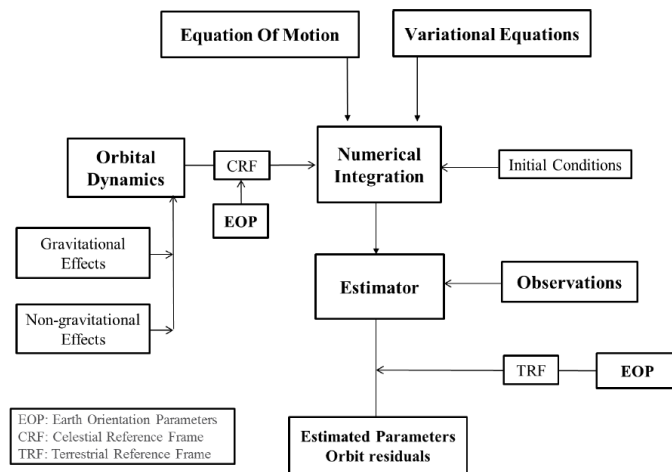 Equation Of Motion
Variational Equations
Orbital
Dynamics
CRF
Numerical
Integration
Initial Conditions
EOP
Gravitational
Effects
Estimator
Observations
Non-gravitational
Effects
TRF
EOP
EOP: Earth Orientation Parameters
CRF: Celestial Reference Frame
TRF: Terrestrial Reference Frame
Estimated Parameters
Orbit residuals